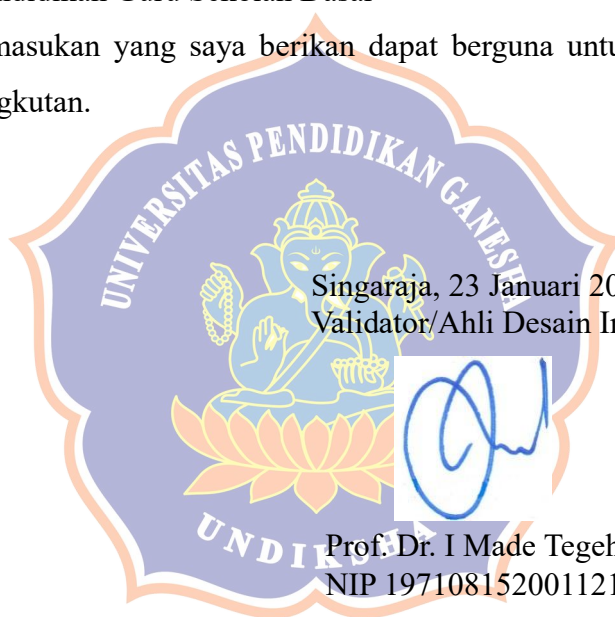 masukan yang saya berikan dapat berguna untu
gkutan.
UNIVERSITAS PENDIDIKAN GANESHA
Singaraja, 23 Januari 20
Validator/Ahli Desain In
UNDIKSHA
Prof. Dr. I Made Tegeh
NIP 197108152001121